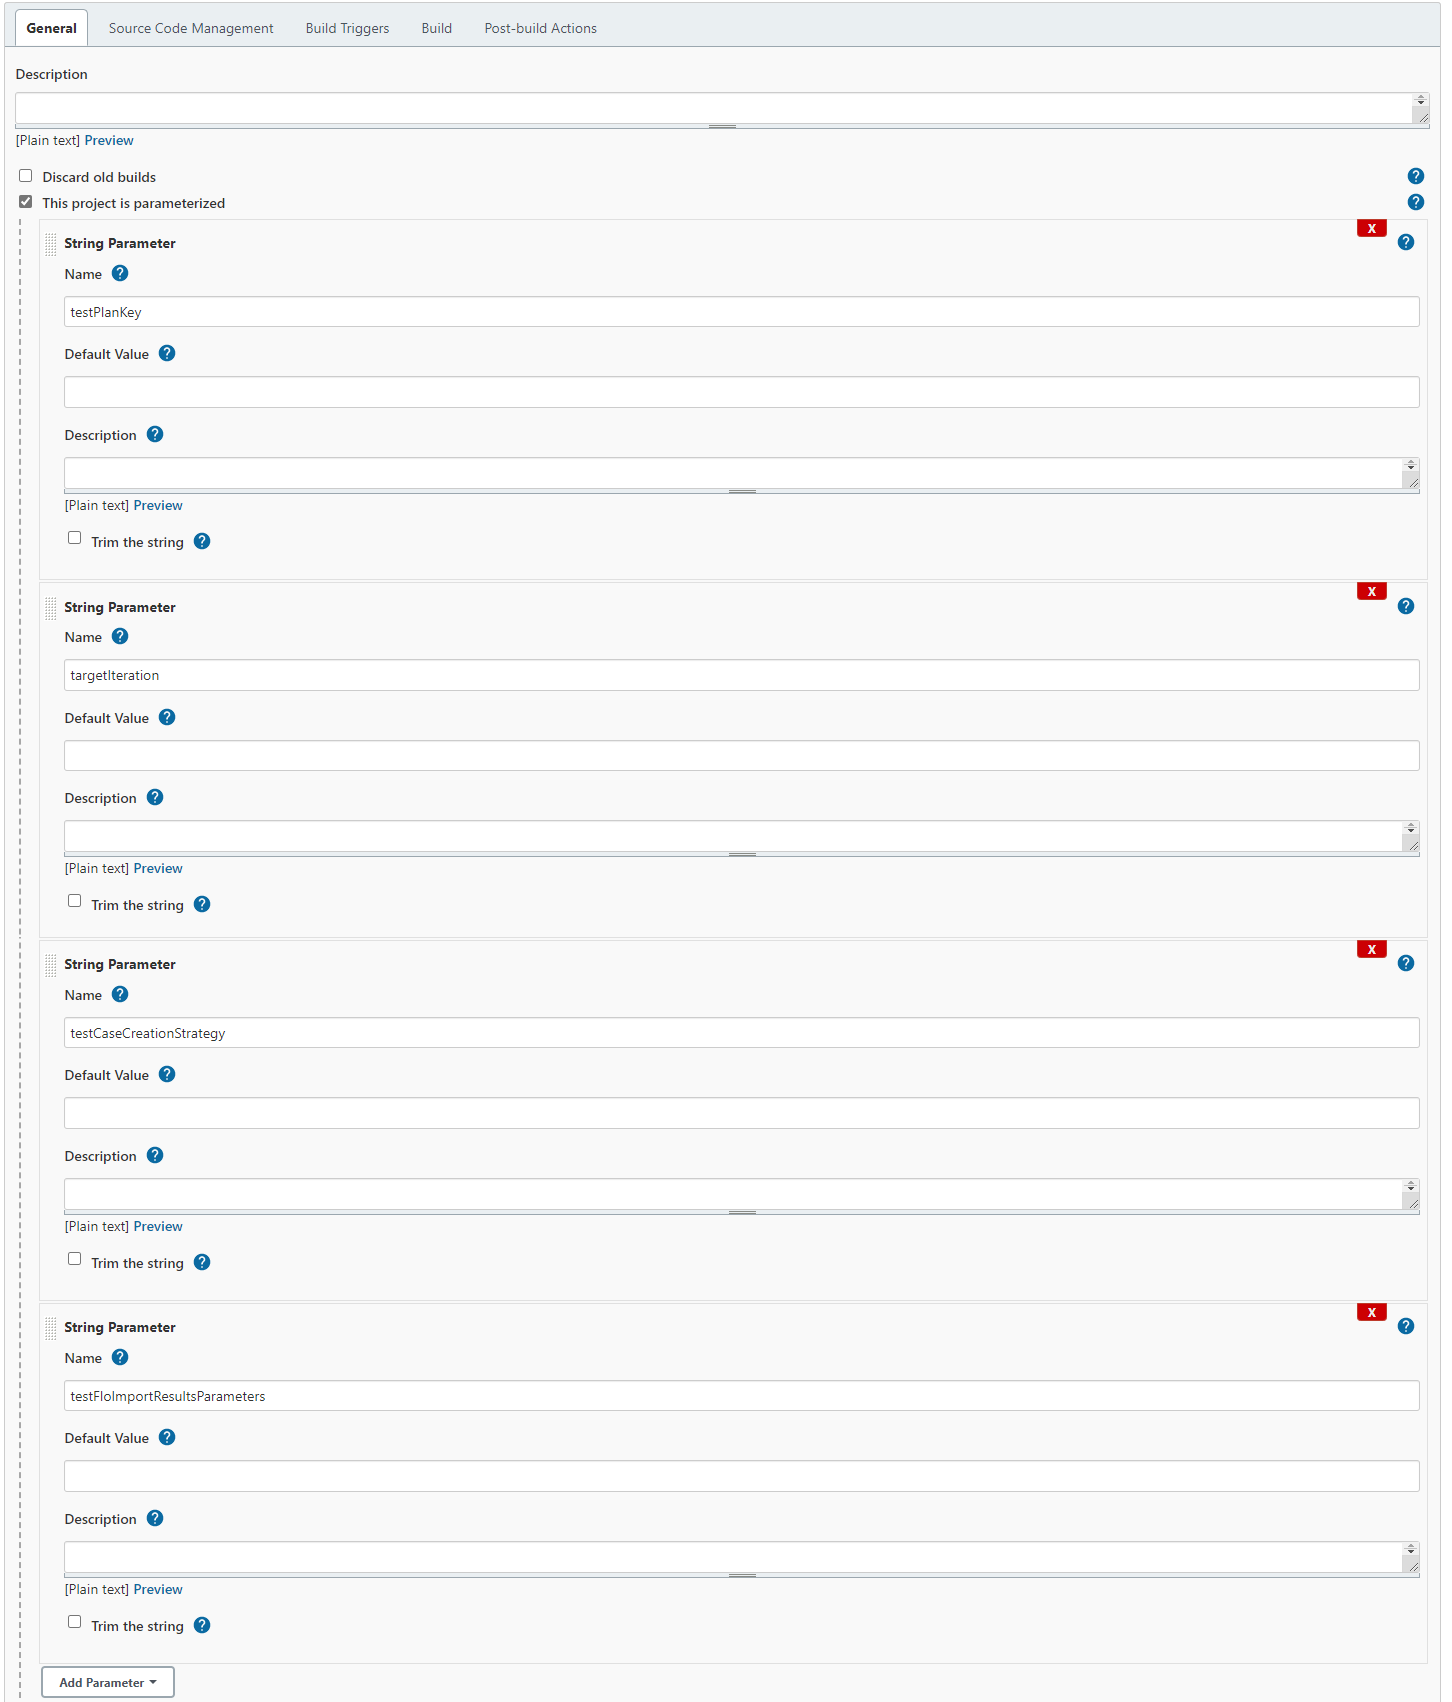 General Source Code Management Build Triggers Build Post-build Actions
Description
[Plain text] Preview
Discard old builds ?
This project is parameterized ?
X
String Parameter ?
Name ?
testPlanKey
Default Value ?
Description ?
[Plain text] Preview
Trim the string ?
X
String Parameter ?
Name ?
targetIteration
Default Value ?
Description ?
[Plain text] Preview
Trim the string ?
X
String Parameter ?
Name ?
testCaseCreationStrategy
Default Value ?
Description ?
[Plain text] Preview
Trim the string ?
X
String Parameter ?
Name ?
testFloImportResultsParameters
Default Value ?
Description ?
[Plain text] Preview
Trim the string ?
Add Parameter